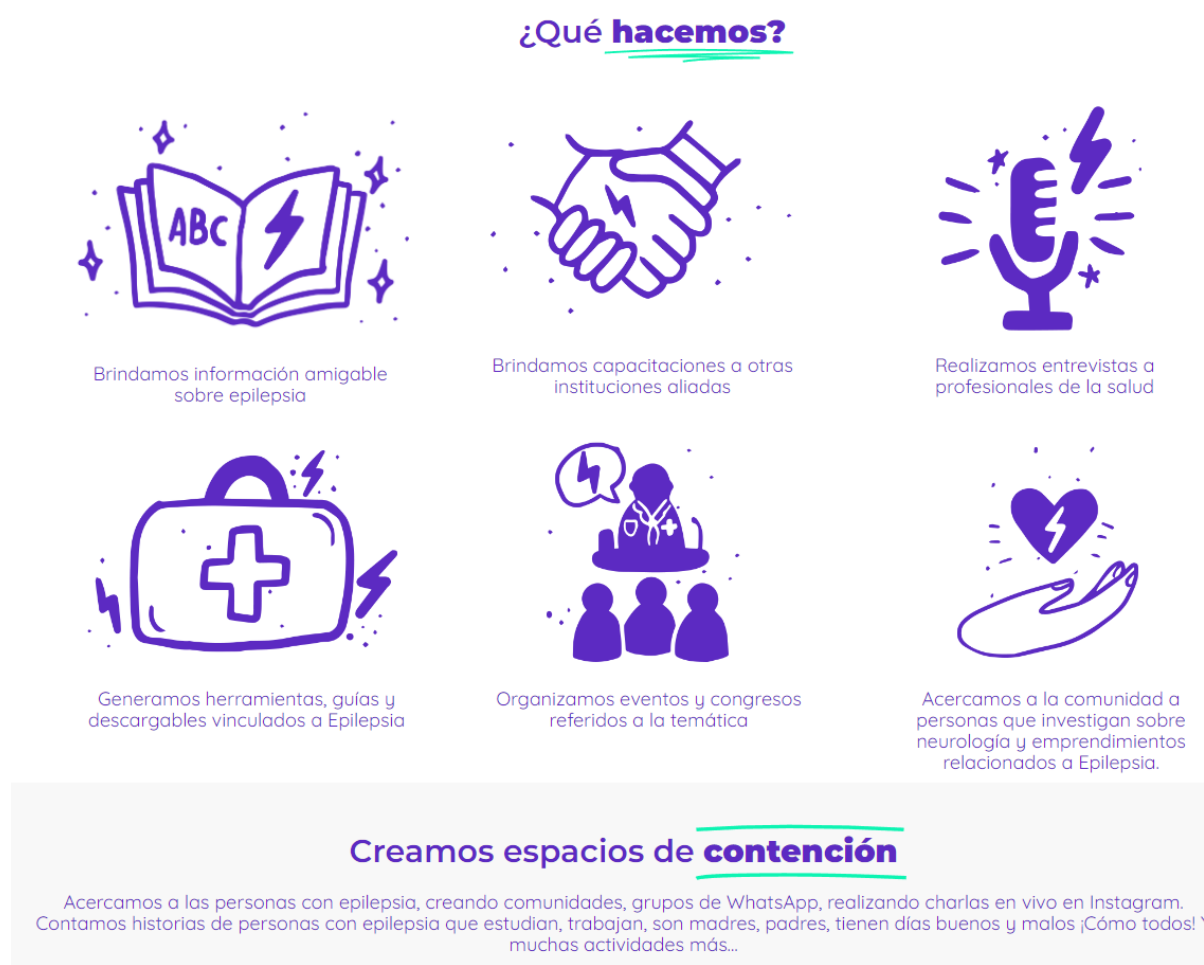 ¿Qué hacemos?
ABC
Brindamos información amigable
sobre epilepsia
Brindamos capacitaciones a otras
instituciones aliadas
Realizamos entrevistas a
profesionales de la salud
Generamos herramientas, guías y
descargables vinculados a Epilepsia
Organizamos eventos y congresos
referidos a la temática
Acercamos a la comunidad a
personas que investigan sobre
neurología y emprendimientos
relacionados a Epilepsia.
Creamos espacios de contención
Acercamos a las personas con epilepsia, creando comunidades, grupos de WhatsApp, realizando charlas en vivo en Instagram.
Contamos historias de personas con epilepsia que estudian, trabajan, son madres, padres, tienen días buenos y malos ¡Cómo todos! Y
muchas actividades más...